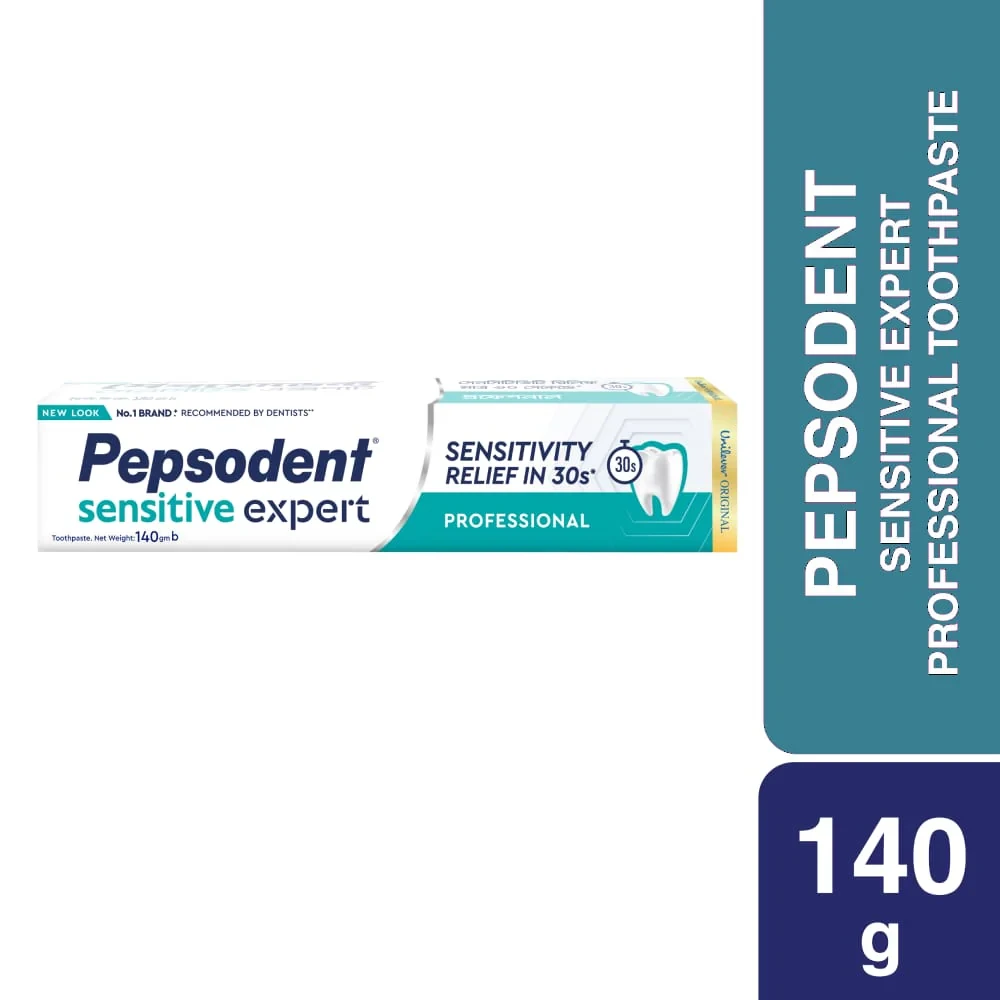 NEW LOOK No.1 BRAND.* RECOMMENDED BY DENTISTS**
Pepsodent®
sensitive expert
Toothpaste. Net Weight:140gm b
SENSITIVITY
RELIEF IN 30s*
30s
PROFESSIONAL
Unilever ORIGINAL
30s
PEPSODENT
SENSITIVE EXPERT
PROFESSIONAL TOOTHPASTE
140
g